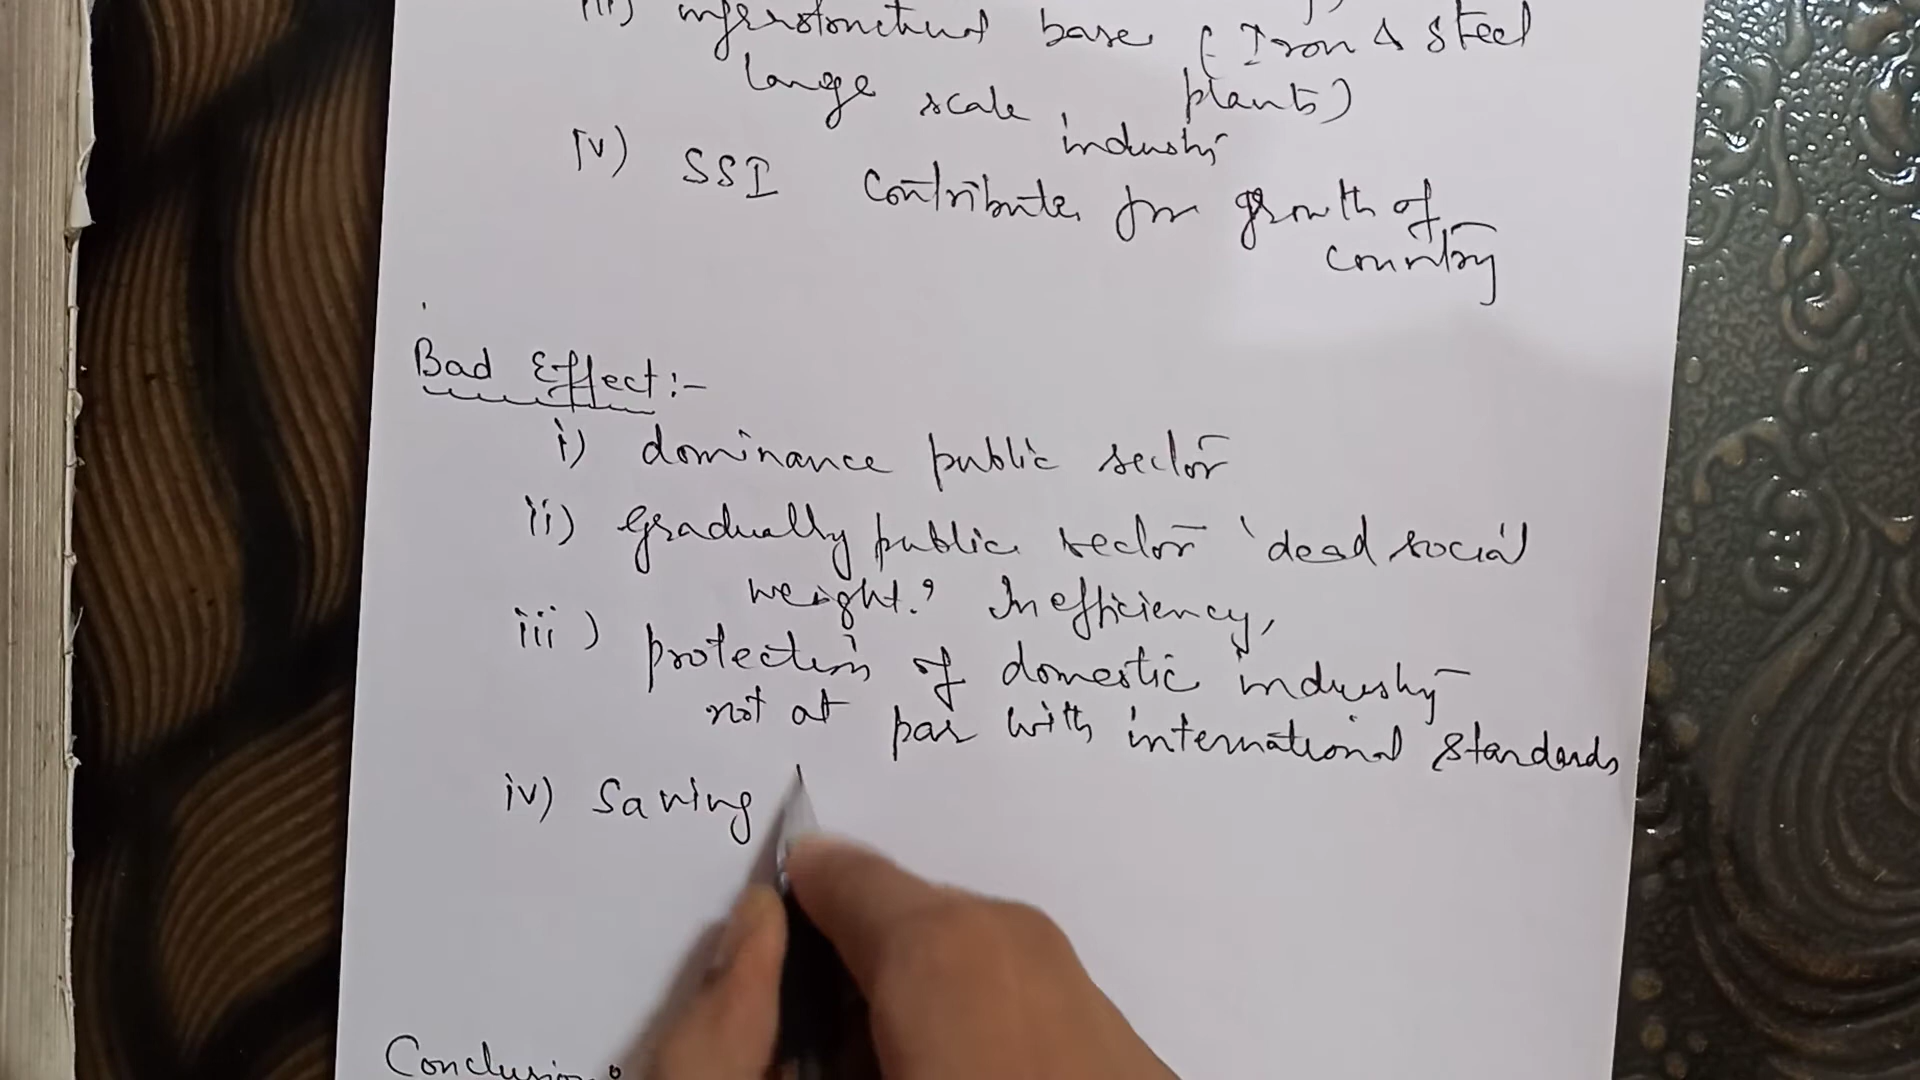 iii) infrastructural base (Iron & steel
large scale industry plants)
iv) SSI contribute for growth of
country
Bad Effect:-
i) dominance public sector
ii) Gradually public sector 'dead social
weight.' Inefficiency,
iii) protection of domestic industry
not at par with international standards
iv) Saving
Conclusion: